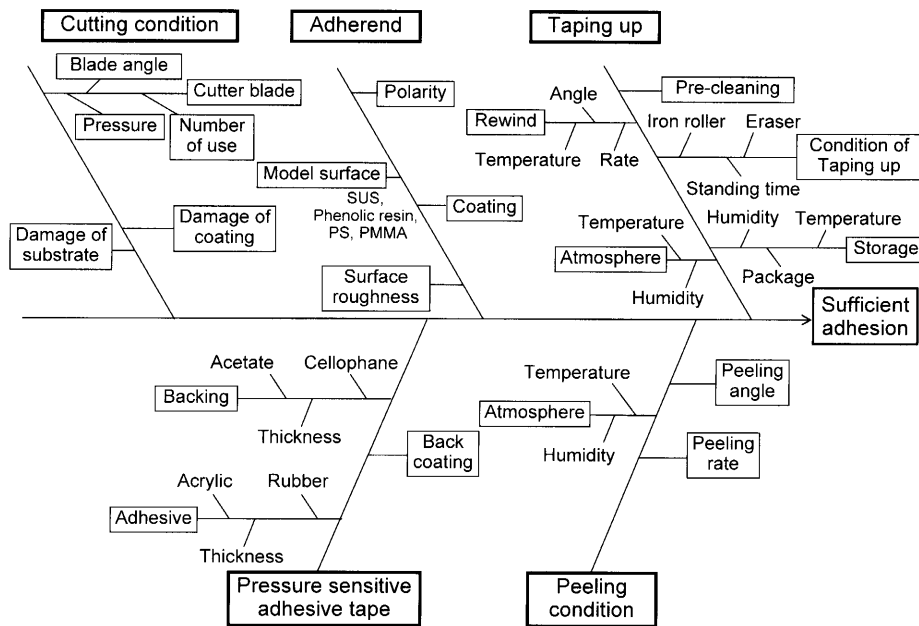 Cutting condition
Adherend
Taping up
Blade angle
Cutter blade
Pressure
Number
of use
Damage of
coating
Damage of
substrate
Polarity
Model surface
SUS,
Phenolic resin,
PS, PMMA
Coating
Surface
roughness
Pre-cleaning
Angle
Rewind
Temperature
Rate
Iron roller
Eraser
Condition of
Taping up
Standing time
Temperature
Atmosphere
Humidity
Humidity
Temperature
Storage
Package
Sufficient
adhesion
Acetate
Cellophane
Backing
Thickness
Back
coating
Acrylic
Rubber
Adhesive
Thickness
Pressure sensitive
adhesive tape
Temperature
Atmosphere
Humidity
Peeling
angle
Peeling
rate
Peeling
condition